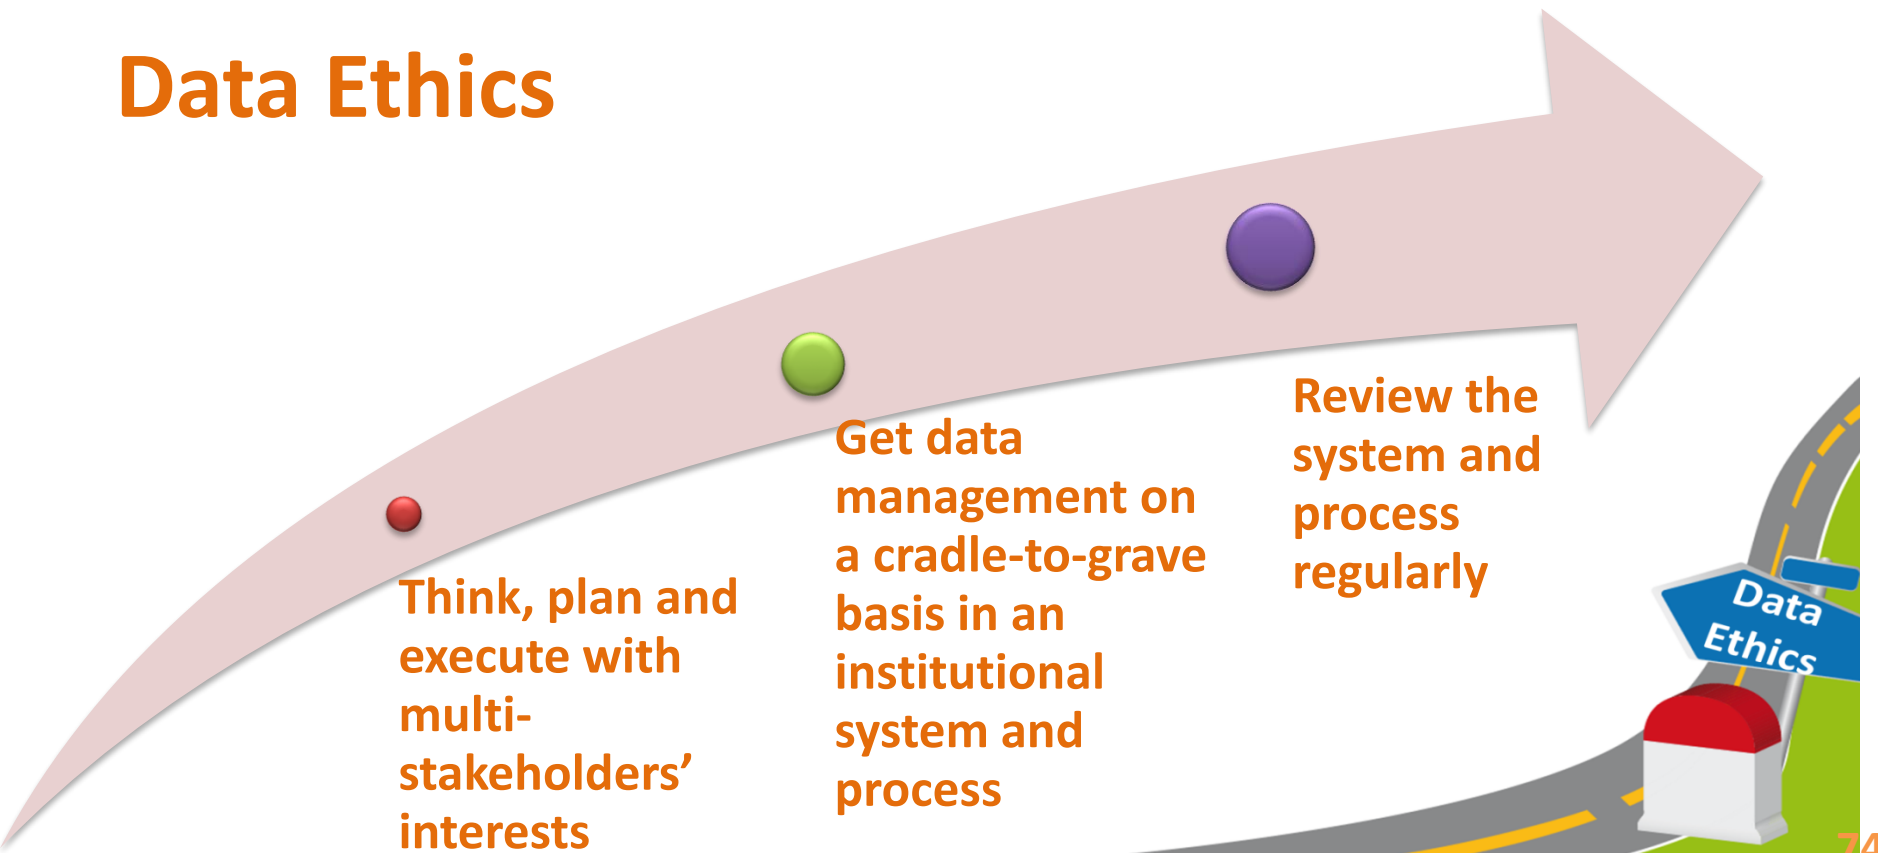 Data Ethics
Think, plan and
execute with
multi-
stakeholders’
interests
Get data
management on
a cradle-to-grave
basis in an
institutional
system and
process
Review the
system and
process
regularly
Data
Ethics
74